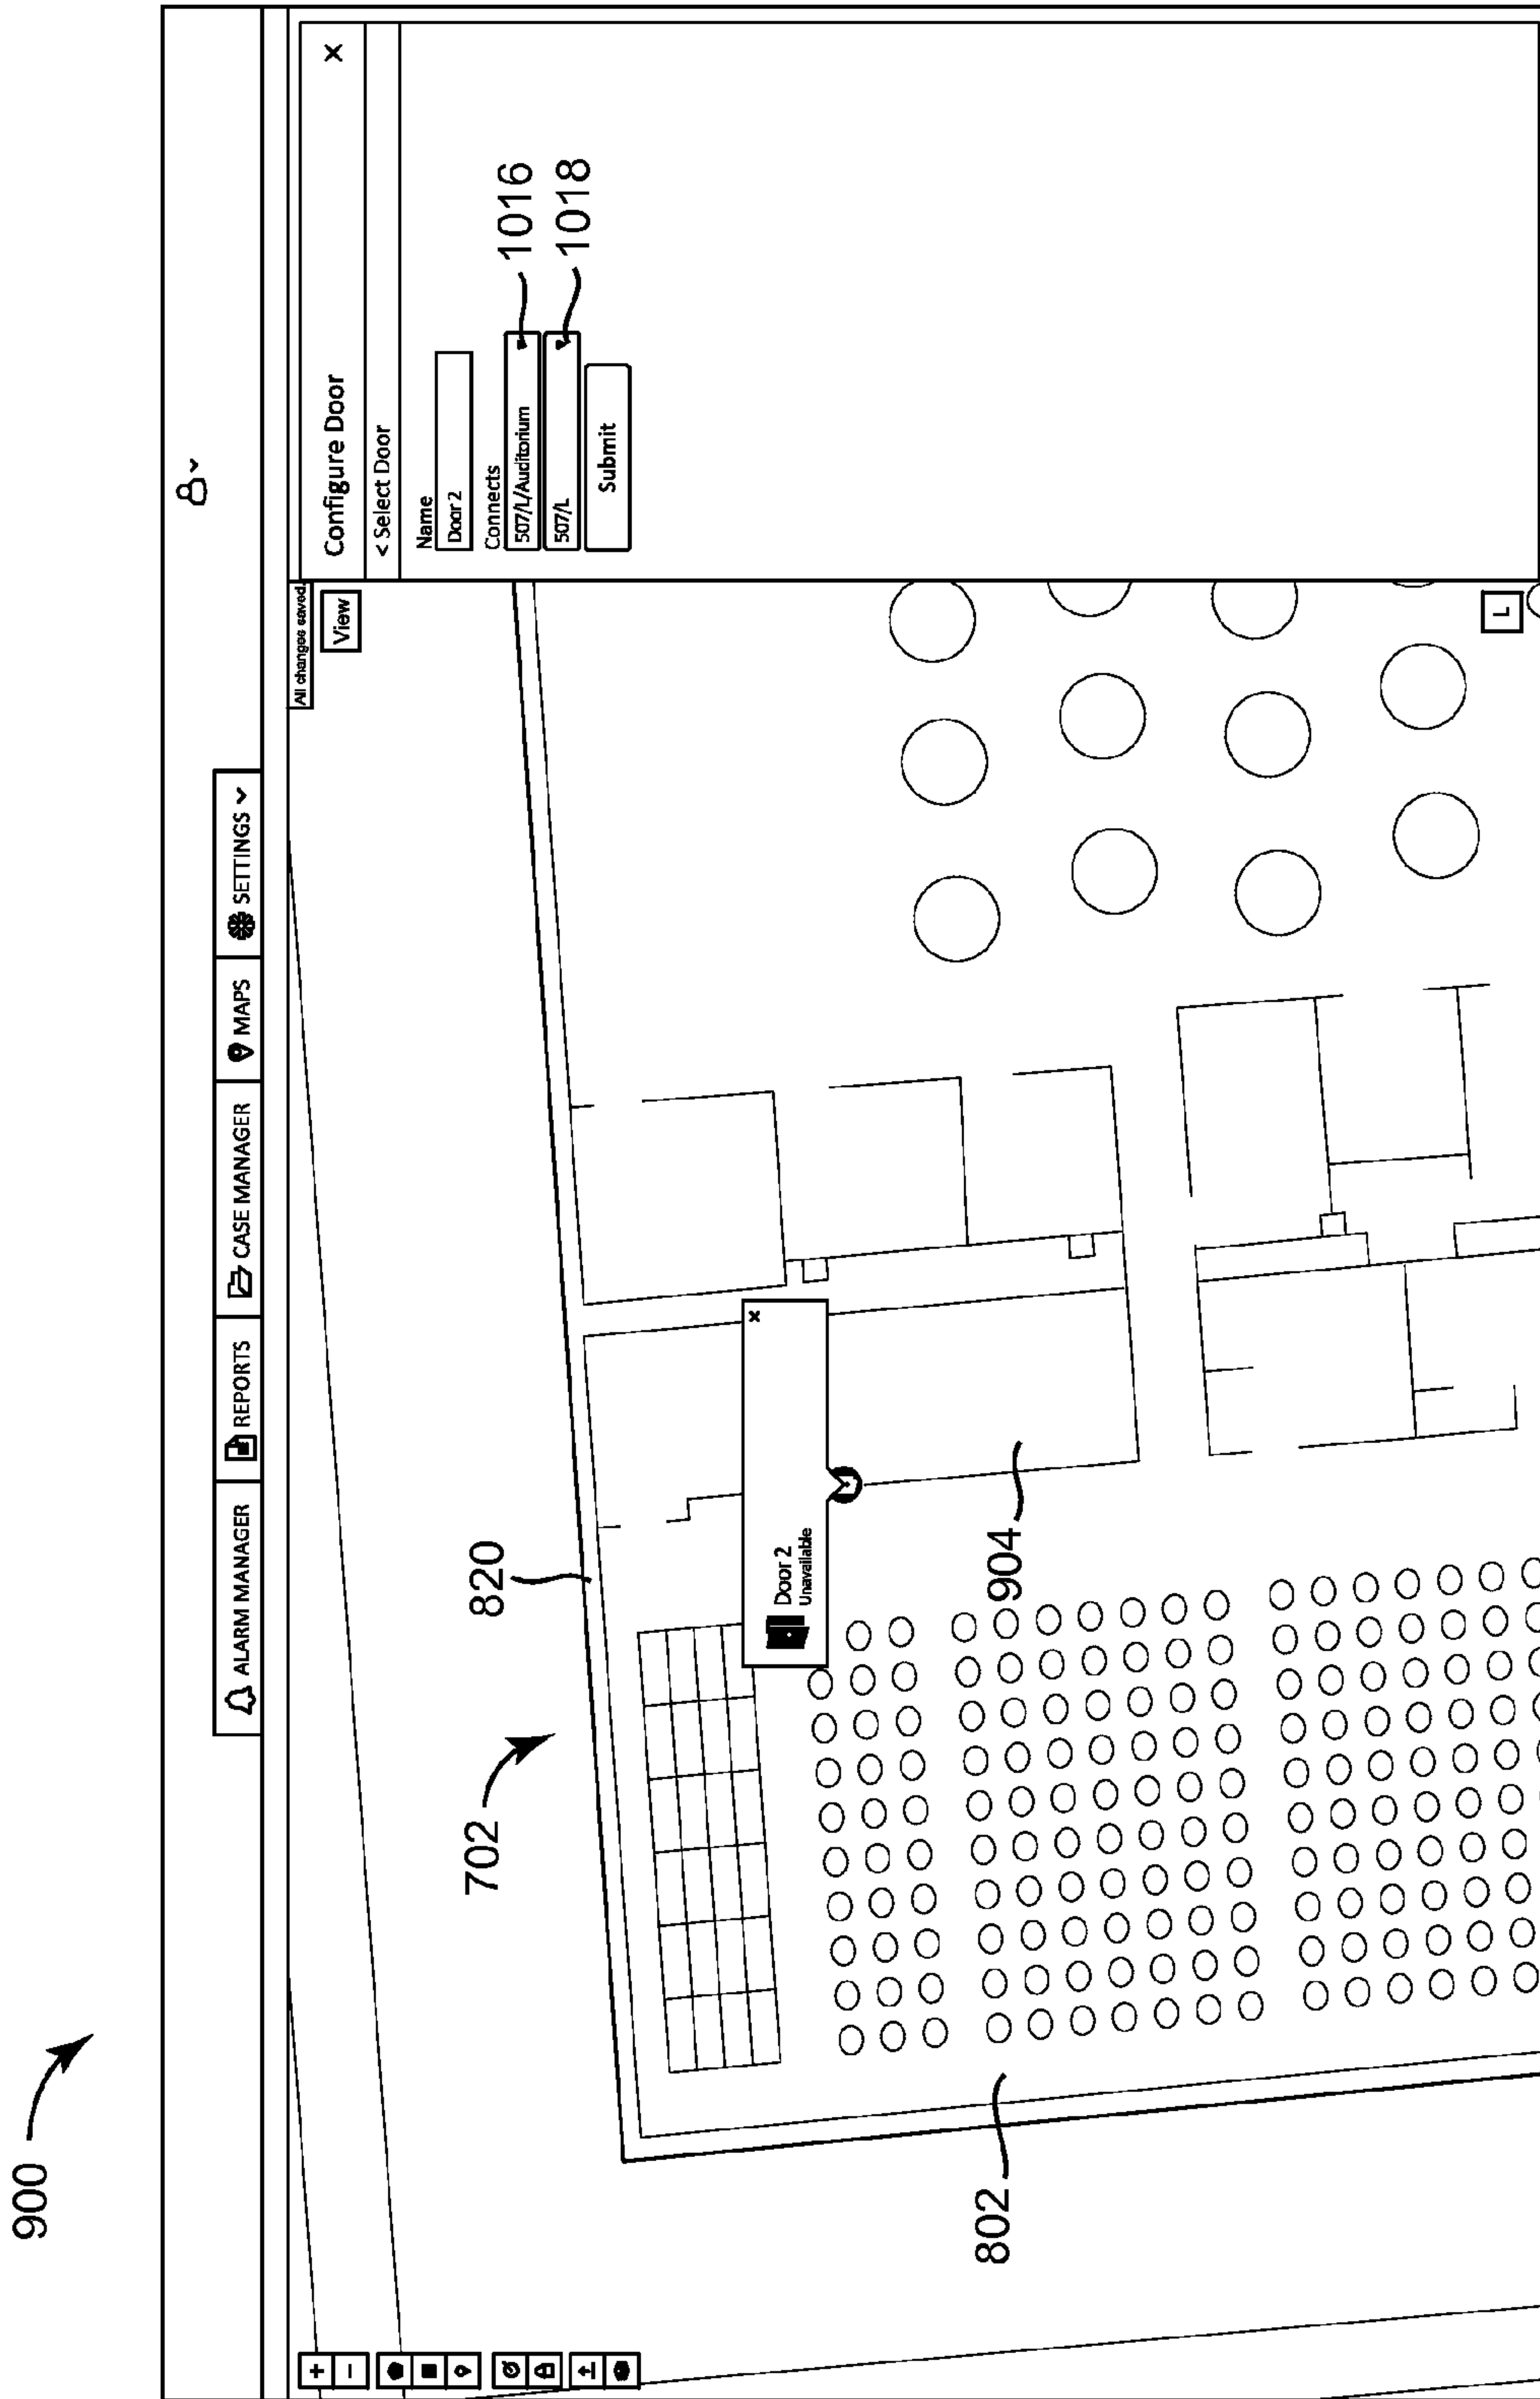 900
ALARM MANAGER
REPORTS
CASE MANAGER
MAPS
SETTINGS
All changes saved.
View
Configure Door
X
< Select Door
Name
Door 2
Connects
507/L/Auditorium
1016
507/L
1018
Submit
820
702
Door 2
Unavailable
x
904
802
L
+
-